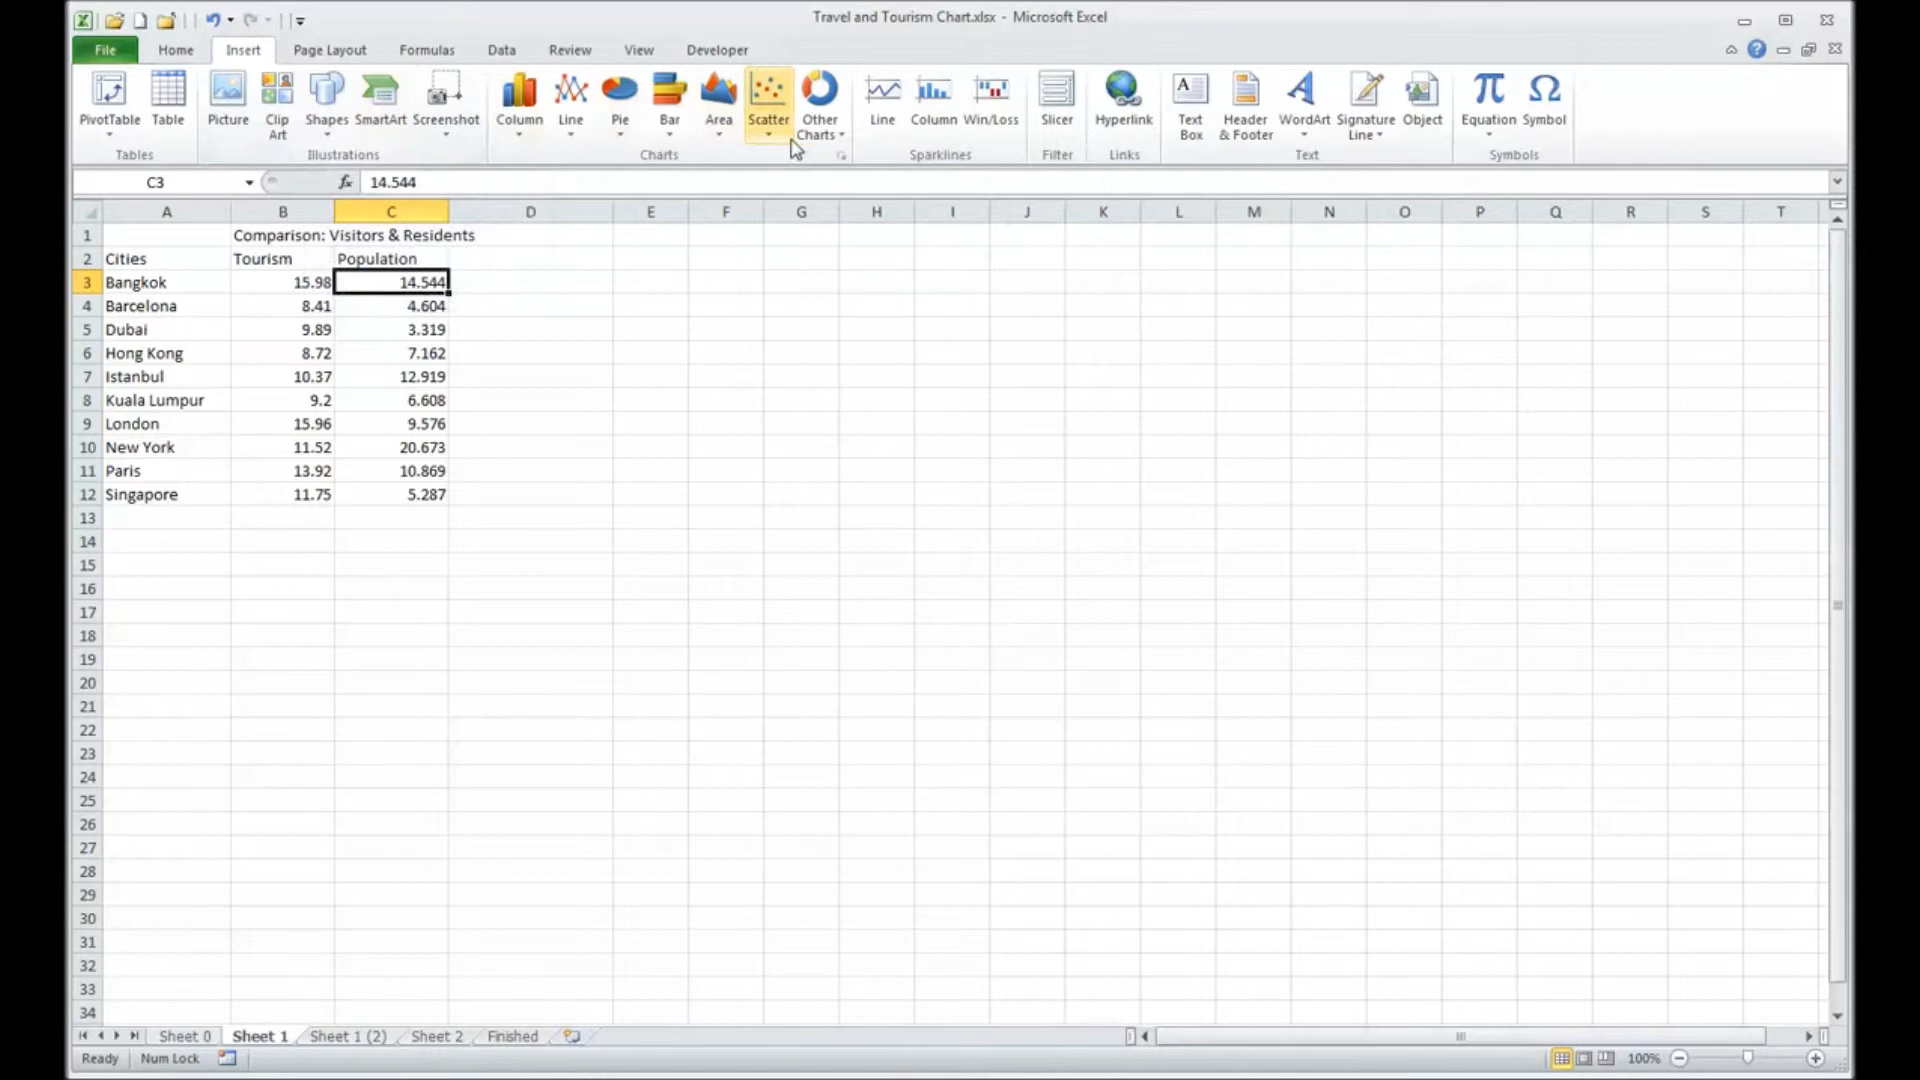 Travel and Tourism Chart.xlsx - Microsoft Excel
File Home Insert Page Layout Formulas Data Review View Developer
PivotTable Table Picture Clip Art Shapes SmartArt Screenshot Column Line Pie Bar Area Scatter Other Charts Line Column Win/Loss Slicer Hyperlink Text Box Header & Footer WordArt Signature Line Object Equation Symbol
Tables Illustrations Charts Sparklines Filter Links Text Symbols
C3 fx 14.544
A B C D E F G H I J K L M N O P Q R S T
1 Comparison: Visitors & Residents
2 Cities Tourism Population
3 Bangkok 15.98 14.544
4 Barcelona 8.41 4.604
5 Dubai 9.89 3.319
6 Hong Kong 8.72 7.162
7 Istanbul 10.37 12.919
8 Kuala Lumpur 9.2 6.608
9 London 15.96 9.576
10 New York 11.52 20.673
11 Paris 13.92 10.869
12 Singapore 11.75 5.287
13
14
15
16
17
18
19
20
21
22
23
24
25
26
27
28
29
30
31
32
33
34
Sheet 0 Sheet 1 Sheet 1 (2) Sheet 2 Finished
Ready Num Lock 100%